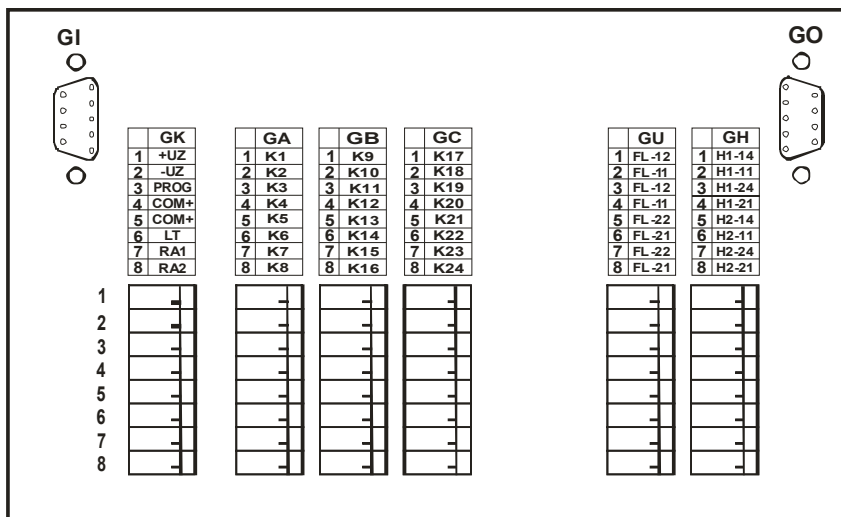 GI GO
GK GA GB GC GU GH
1 +UZ 1 K1 1 K9 1 K17 1 FL-12 1 H1-14
2 -UZ 2 K2 2 K10 2 K18 2 FL-11 2 H1-11
3 PROG 3 K3 3 K11 3 K19 3 FL-12 3 H1-24
4 COM+ 4 K4 4 K12 4 K20 4 FL-11 4 H1-21
5 COM+ 5 K5 5 K13 5 K21 5 FL-22 5 H2-14
6 LT 6 K6 6 K14 6 K22 6 FL-21 6 H2-11
7 RA1 7 K7 7 K15 7 K23 7 FL-22 7 H2-24
8 RA2 8 K8 8 K16 8 K24 8 FL-21 8 H2-21
1
2
3
4
5
6
7
8